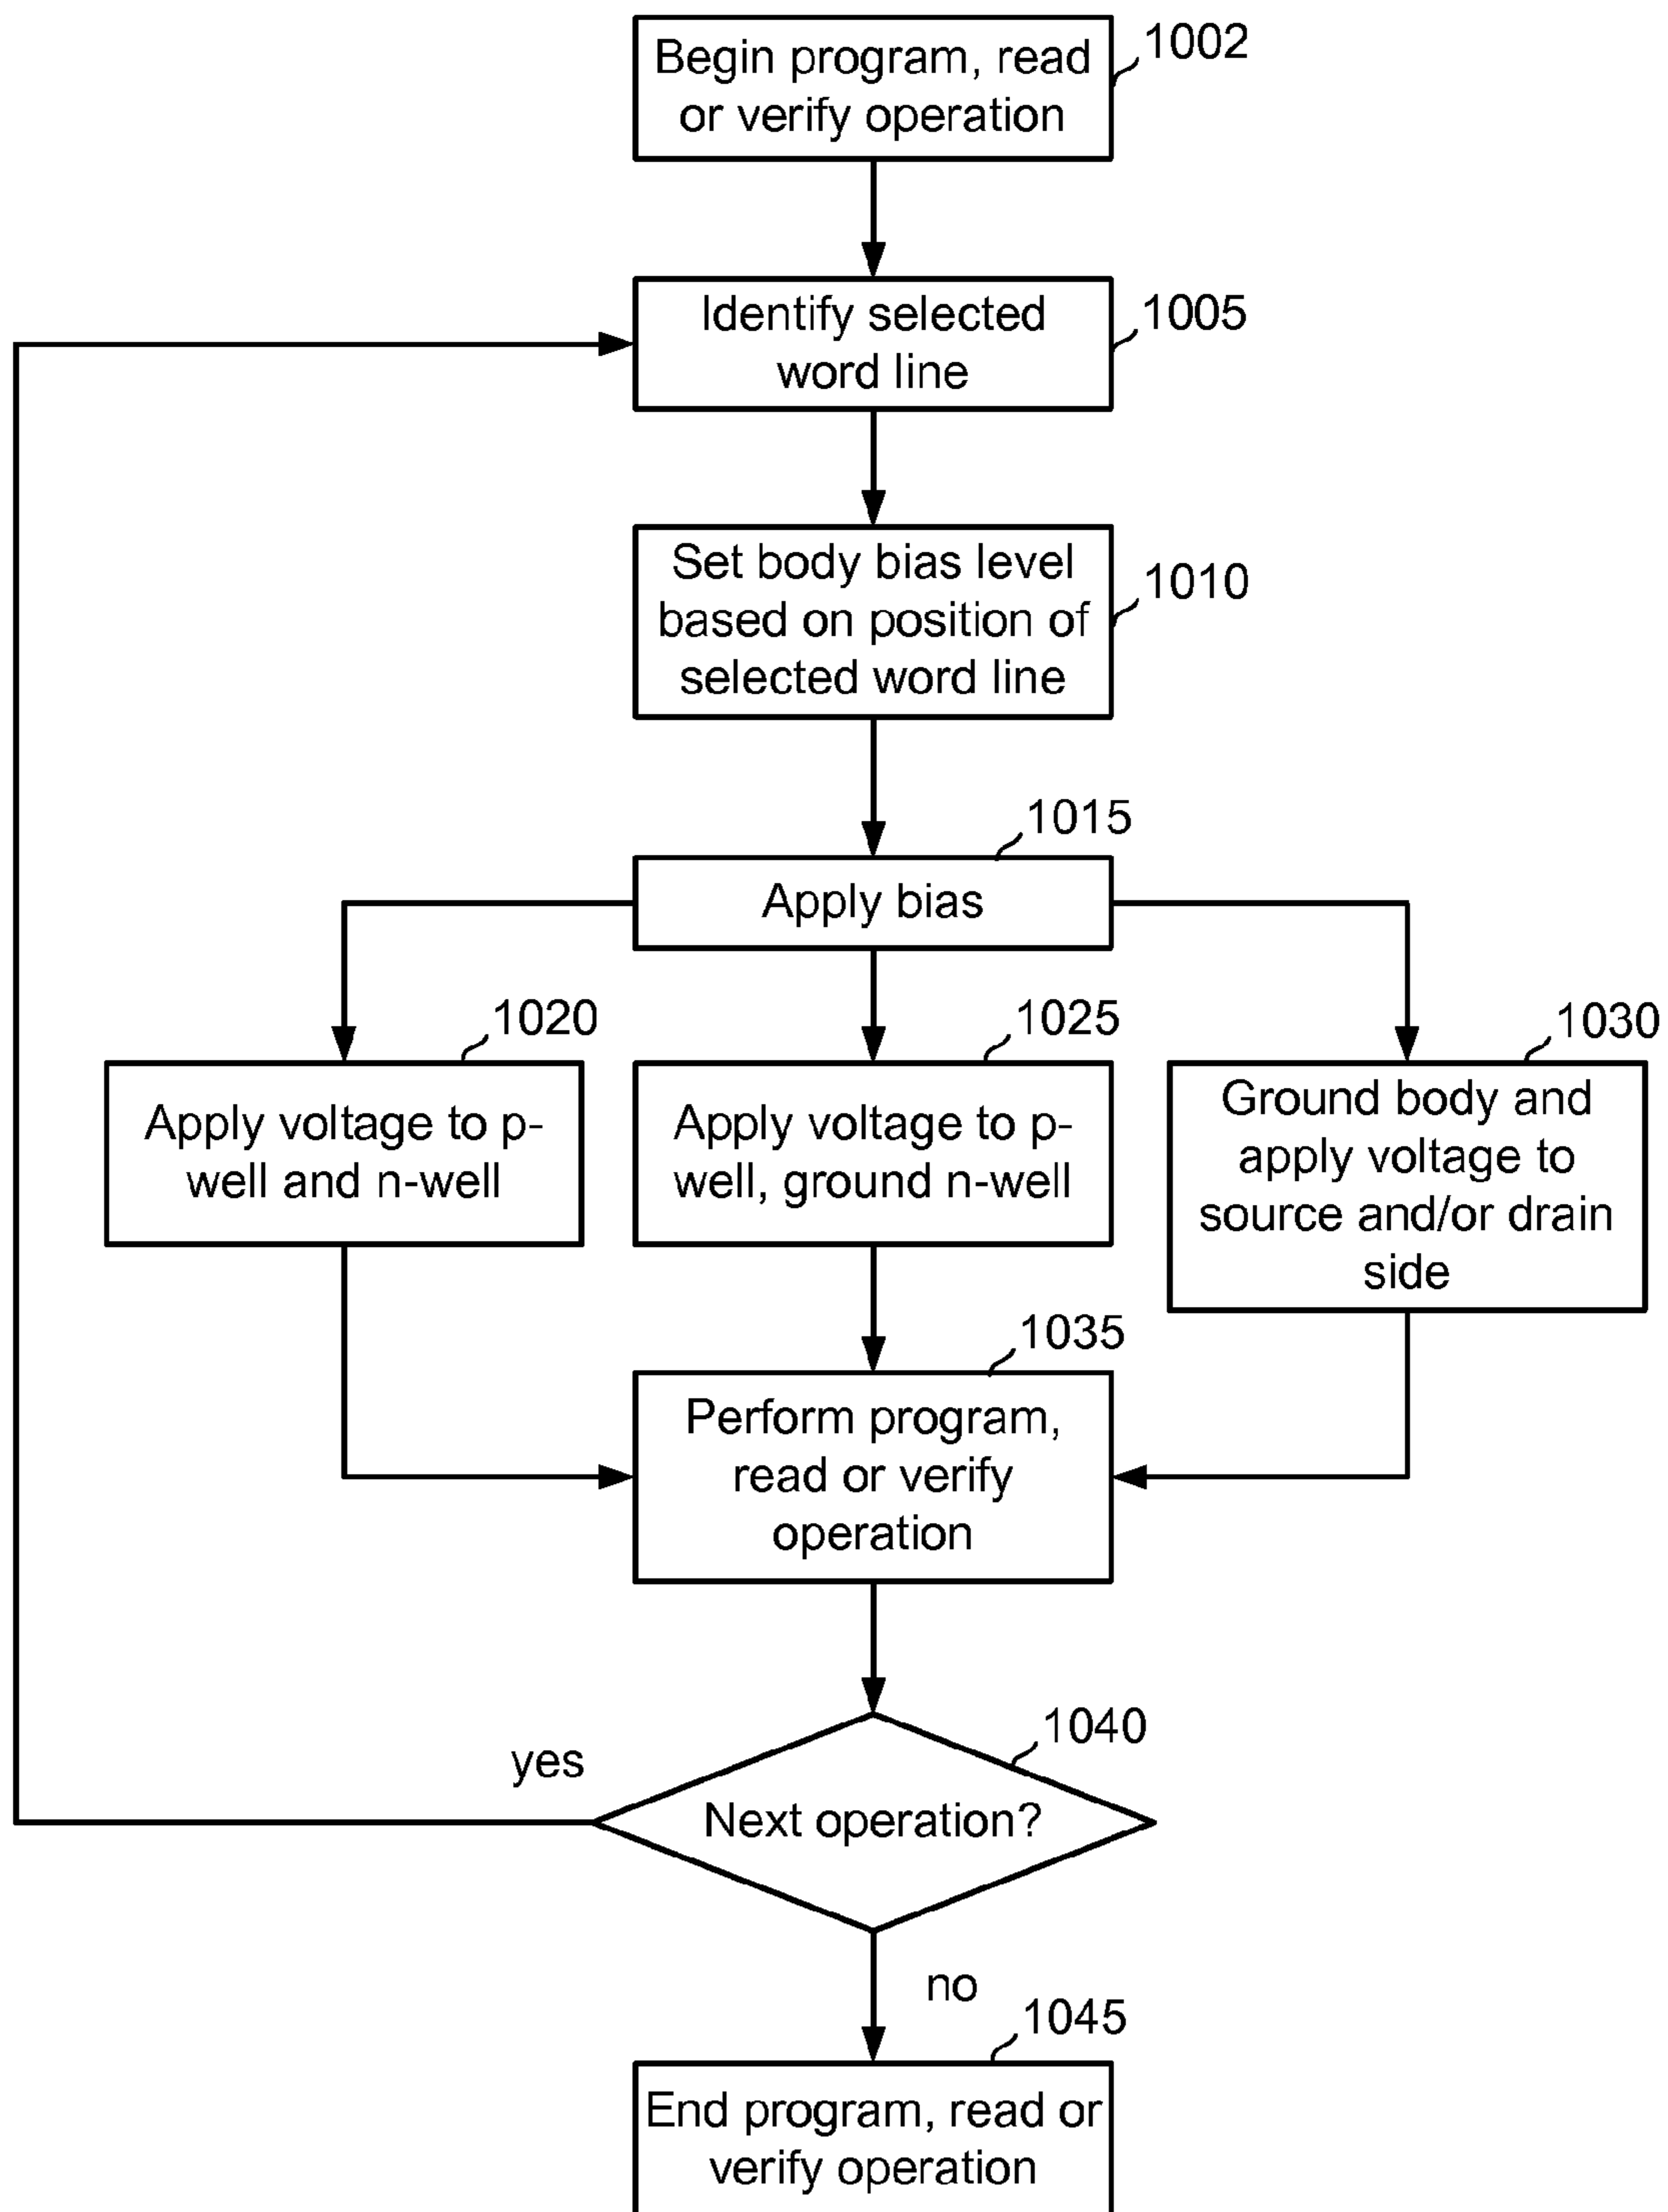 Begin program, read
or verify operation
1002
Identify selected
word line
1005
Set body bias level
based on position of
selected word line
1010
1015
Apply bias
1020
Apply voltage to p-
well and n-well
1025
Apply voltage to p-
well, ground n-well
1030
Ground body and
apply voltage to
source and/or drain
side
1035
Perform program,
read or verify
operation
1040
yes
Next operation?
no
1045
End program, read or
verify operation